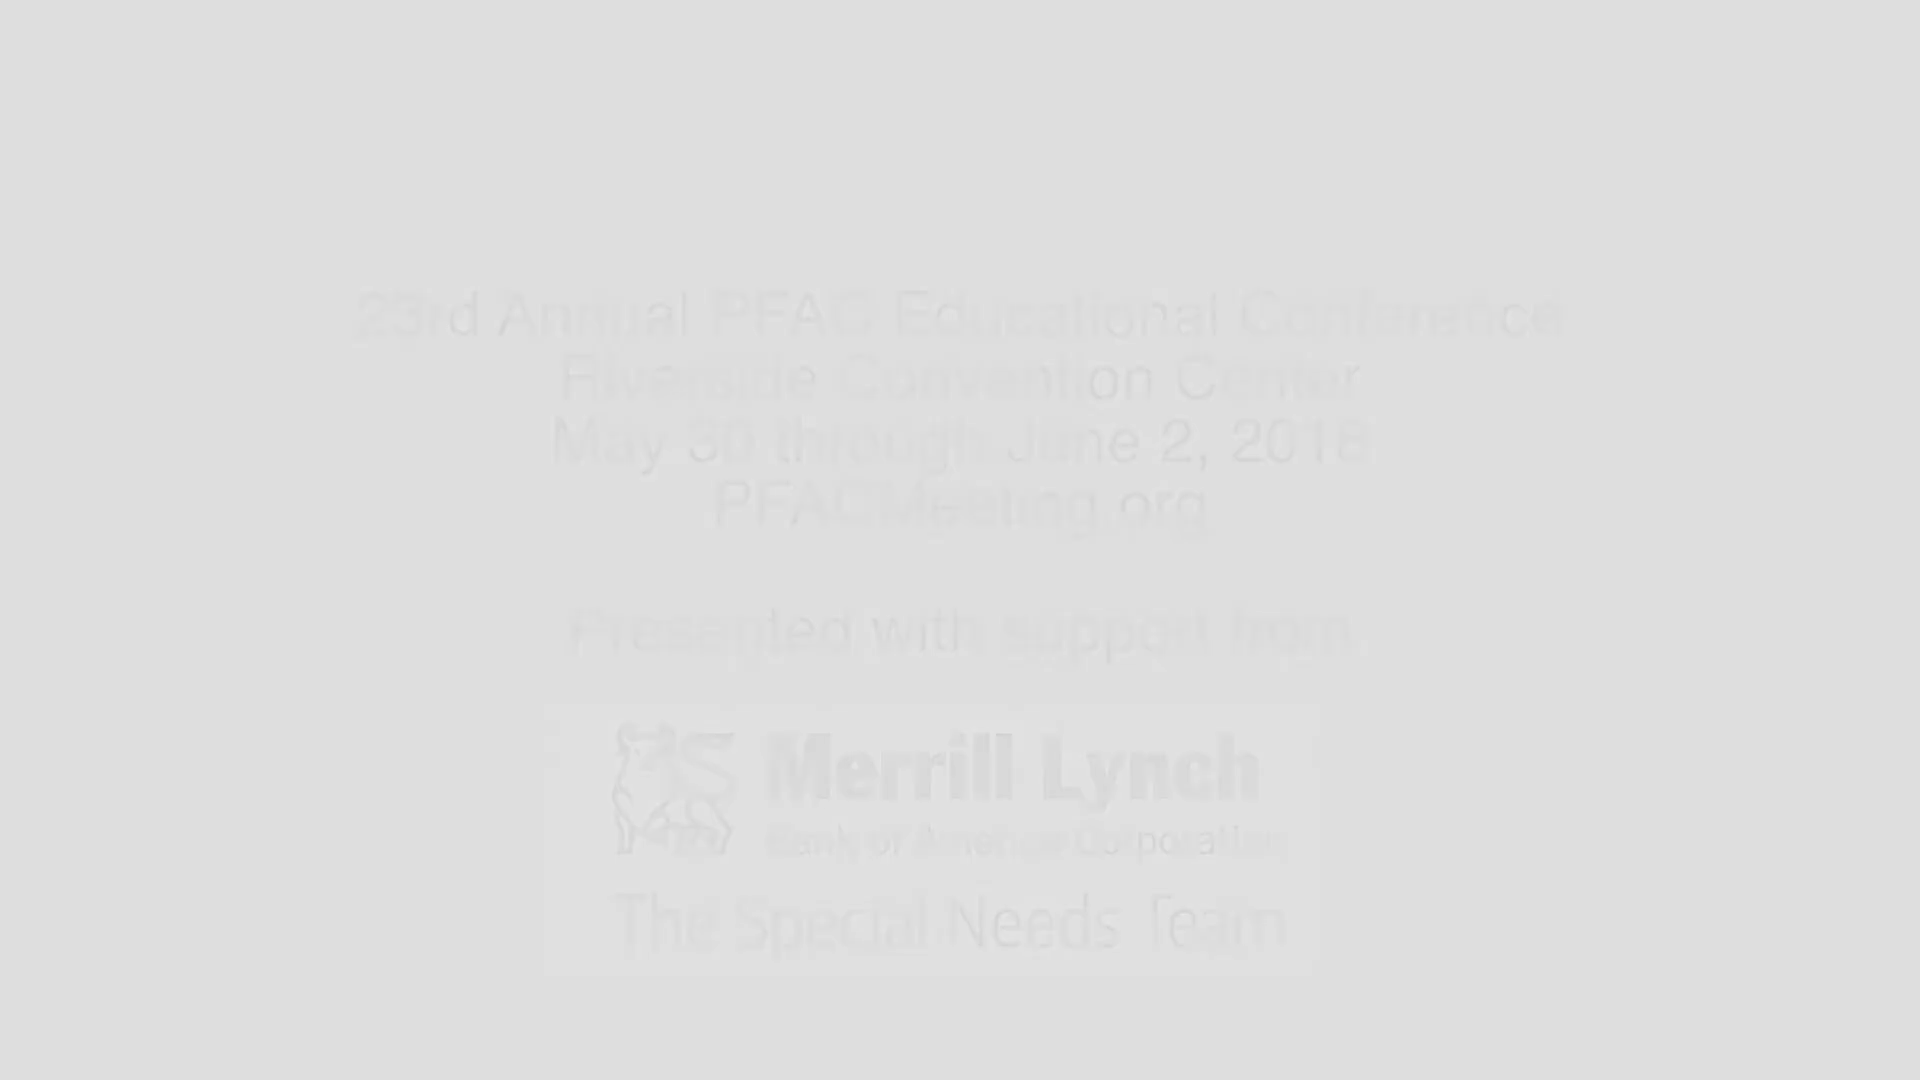 23rd Annual PFAC Educational Conference
Riverside Convention Center
May 30 through June 2, 2018
PFACMeeting.org
Presented with support from
Merrill Lynch
Bank of America Corporation
The Special Needs Team